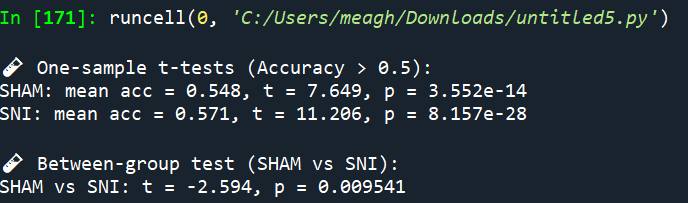 In [171]: runcell(0, 'C:/Users/meagh/Downloads/untitled5.py')
🧪 One-sample t-tests (Accuracy > 0.5):
SHAM: mean acc = 0.548, t = 7.649, p = 3.552e-14
SNI: mean acc = 0.571, t = 11.206, p = 8.157e-28
🧪 Between-group test (SHAM vs SNI):
SHAM vs SNI: t = -2.594, p = 0.009541